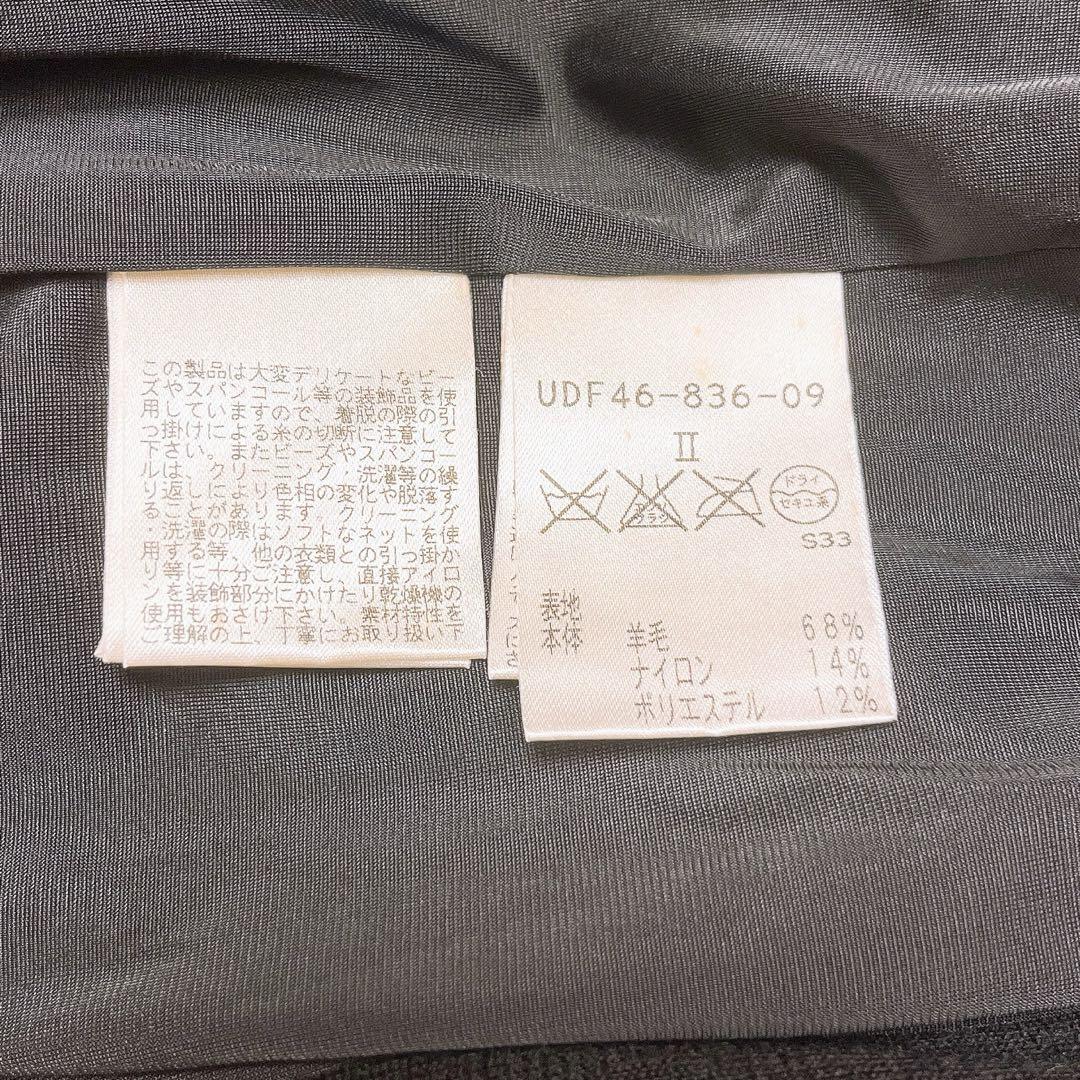 この製品は大変デリケートなビー
ズやスパンコール等の装飾品を使
用していますので、着脱の際の引
っ掛けによる糸の切断に注意して
下さい。またビーズやスパンコー
ルは、クリーニング・洗濯等の繰
り返しにより色相の変化や脱落す
ることがあります。クリーニング
・洗濯の際はソフトなネットを使
用する等、他の衣類との引っ掛か
り等に十分ご注意し、直接アイロ
ンを装飾部分にかけたり乾燥機の
使用もおさけ下さい。素材特性を
ご理解の上、丁寧にお取り扱い下
UDF46-836-09
II
エンソ
サラシ
ドライ
セキユ系
S33
表地
本体 羊毛 68%
ナイロン 14%
ポリエステル 12%